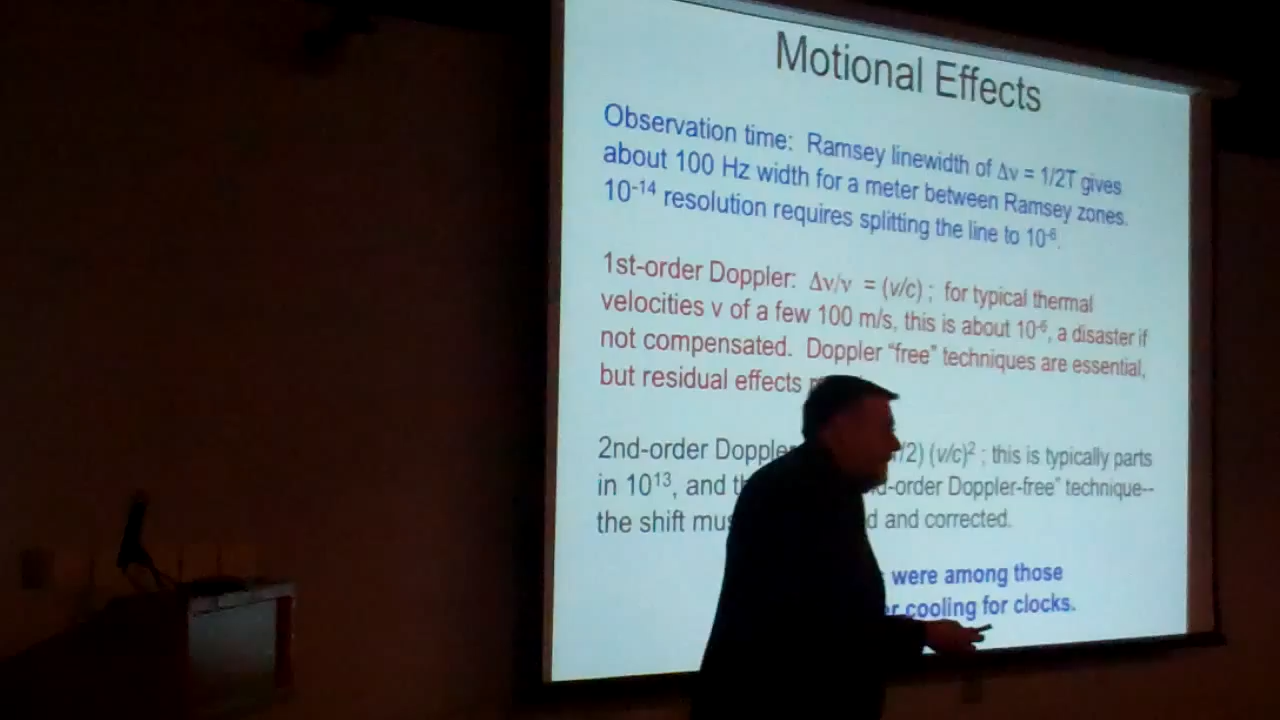 Motional Effects
Observation time: Ramsey linewidth of Δν = 1/2T gives
about 100 Hz width for a meter between Ramsey zones.
10⁻¹⁴ resolution requires splitting the line to 10⁻⁶.
1st-order Doppler: Δν/ν = (v/c) ; for typical thermal
velocities v of a few 100 m/s, this is about 10⁻⁶, a disaster if
not compensated. Doppler “free” techniques are essential,
but residual effects
2nd-order Doppler /2) (v/c)² ; this is typically parts
in 10¹³, and -order Doppler-free” technique--
the shift and corrected.
were among those
cooling for clocks.